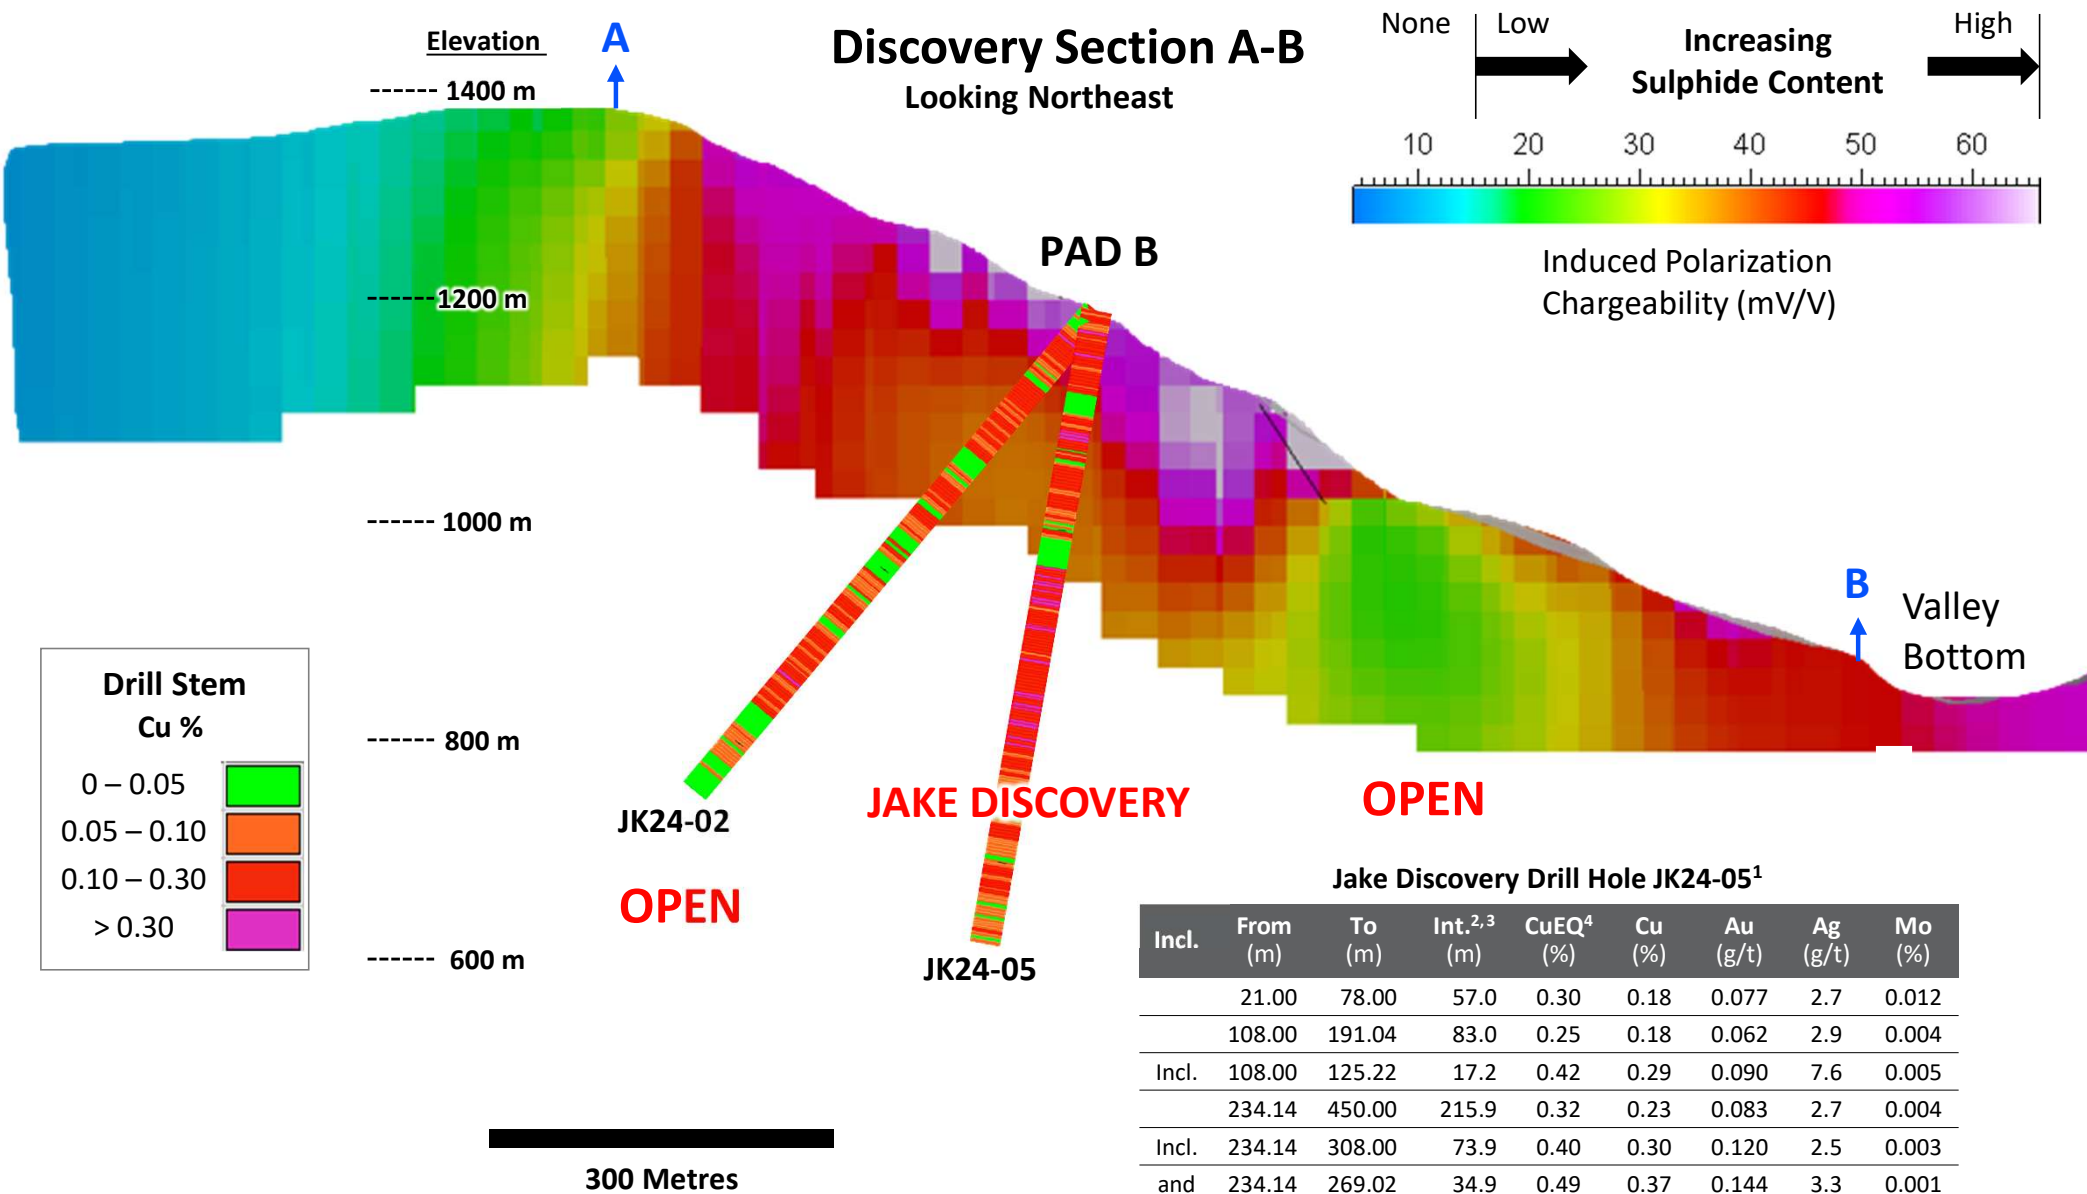 Discovery Section A-B
Looking Northeast
None
Low
Increasing
Sulphide Content
High
10 20 30 40 50 60
Induced Polarization
Chargeability (mV/V)
Elevation
A
------ 1400 m
------1200 m
------ 1000 m
------ 800 m
------ 600 m
PAD B
B
Valley
Bottom
Drill Stem
Cu %
0 – 0.05
0.05 – 0.10
0.10 – 0.30
> 0.30
JK24-02
OPEN
JAKE DISCOVERY
OPEN
JK24-05
300 Metres
Jake Discovery Drill Hole JK24-05¹
Incl. From (m) To (m) Int.²,³ (m) CuEQ⁴ (%) Cu (%) Au (g/t) Ag (g/t) Mo (%)
21.00 78.00 57.0 0.30 0.18 0.077 2.7 0.012
108.00 191.04 83.0 0.25 0.18 0.062 2.9 0.004
Incl. 108.00 125.22 17.2 0.42 0.29 0.090 7.6 0.005
234.14 450.00 215.9 0.32 0.23 0.083 2.7 0.004
Incl. 234.14 308.00 73.9 0.40 0.30 0.120 2.5 0.003
and 234.14 269.02 34.9 0.49 0.37 0.144 3.3 0.001